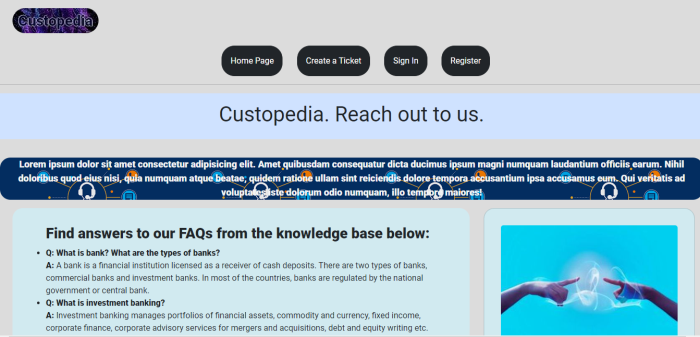 Custopedia
Home Page
Create a Ticket
Sign In
Register
Custopedia. Reach out to us.
Lorem ipsum dolor sit amet consectetur adipisicing elit. Amet quibusdam consequatur dicta ducimus ipsum magni numquam laudantium officiis earum. Nihil
doloribus quod eius nisi, quia numquam atque beatae, quidem ratione ullam sint reiciendis dolore tempora accusantium ipsa accusamus eum. Qui veritatis ad
voluptates iste dolorum odio numquam, illo tempore maiores!
Find answers to our FAQs from the knowledge base below:
• Q: What is bank? What are the types of banks?
A: A bank is a financial institution licensed as a receiver of cash deposits. There are two types of banks,
commercial banks and investment banks. In most of the countries, banks are regulated by the national
government or central bank.
• Q: What is investment banking?
A: Investment banking manages portfolios of financial assets, commodity and currency, fixed income,
corporate finance, corporate advisory services for mergers and acquisitions, debt and equity writing etc.